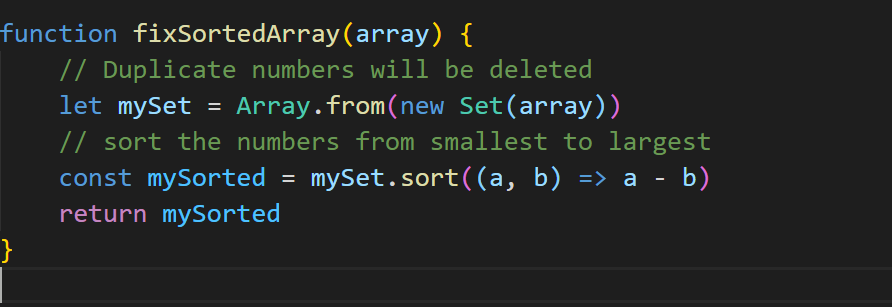 function fixSortedArray(array) {
    // Duplicate numbers will be deleted
    let mySet = Array.from(new Set(array))
    // sort the numbers from smallest to largest
    const mySorted = mySet.sort((a, b) => a - b)
    return mySorted
}